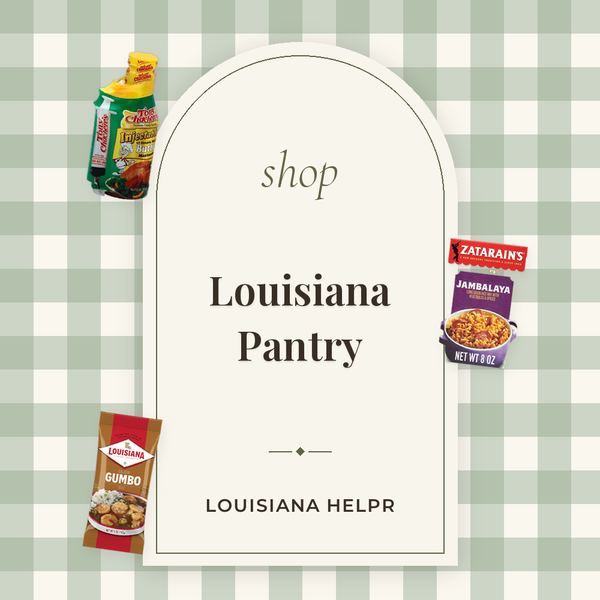 shop
Louisiana
Pantry
LOUISIANA HELPR
Tony
Chachere's
Injectable
ZATARAIN'S
JAMBALAYA
NET WT 8 OZ
LOUISIANA
GUMBO